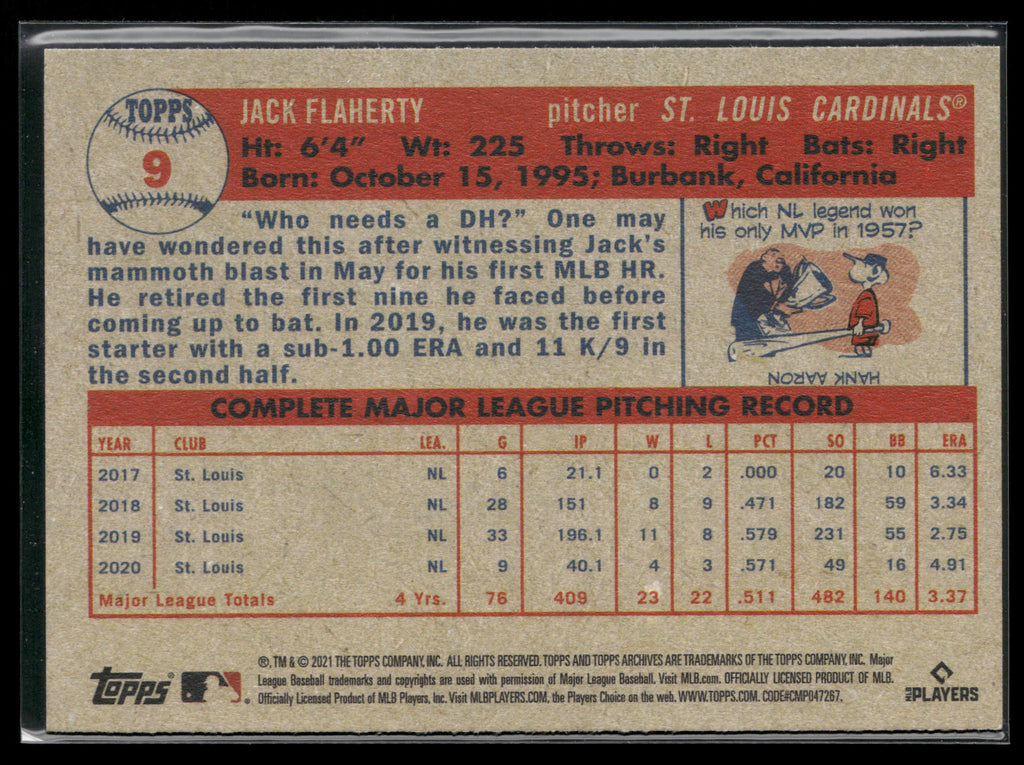 TOPPS
9
JACK FLAHERTY pitcher ST. LOUIS CARDINALS®
Ht: 6'4" Wt: 225 Throws: Right Bats: Right
Born: October 15, 1995; Burbank, California
"Who needs a DH?" One may
have wondered this after witnessing Jack's
mammoth blast in May for his first MLB HR.
He retired the first nine he faced before
coming up to bat. In 2019, he was the first
starter with a sub-1.00 ERA and 11 K/9 in
the second half.
Which NL legend won
his only MVP in 1957?
HANK AARON
COMPLETE MAJOR LEAGUE PITCHING RECORD
YEAR CLUB LEA. G IP W L PCT SO BB ERA
2017 St. Louis NL 6 21.1 0 2 .000 20 10 6.33
2018 St. Louis NL 28 151 8 9 .471 182 59 3.34
2019 St. Louis NL 33 196.1 11 8 .579 231 55 2.75
2020 St. Louis NL 9 40.1 4 3 .571 49 16 4.91
Major League Totals 4 Yrs. 76 409 23 22 .511 482 140 3.37
®, TM & © 2021 THE TOPPS COMPANY, INC. ALL RIGHTS RESERVED. TOPPS AND TOPPS ARCHIVES ARE TRADEMARKS OF THE TOPPS COMPANY, INC. Major
League Baseball trademarks and copyrights are used with permission of Major League Baseball. Visit MLB.com. OFFICIALLY LICENSED PRODUCT OF MLB.
Officially Licensed Product of MLB Players, Inc. Visit MLBPLAYERS.COM, the Players Choice on the web. WWW.TOPPS.COM. CODE#CMP047267.
Topps ®
MLB PLAYERS